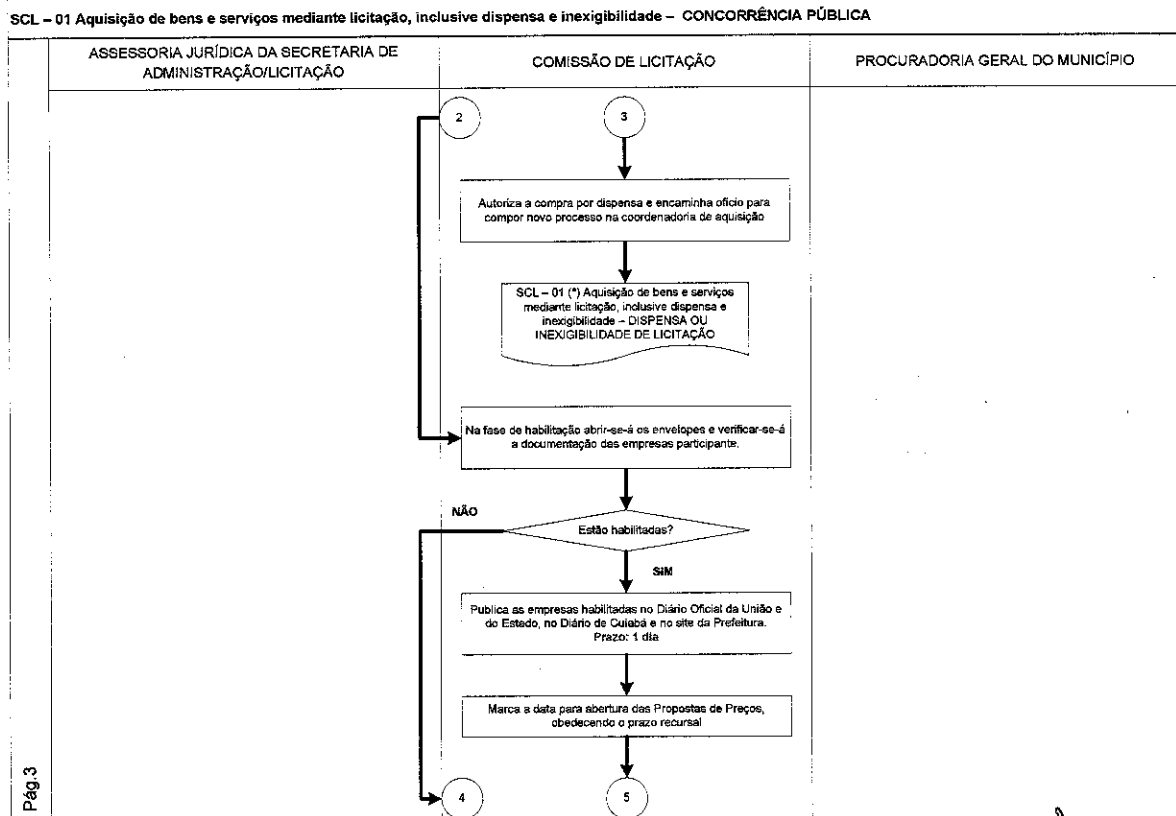 SCL – 01 Aquisição de bens e serviços mediante licitação, inclusive dispensa e inexigibilidade – CONCORRÊNCIA PÚBLICA
ASSESSORIA JURÍDICA DA SECRETARIA DE
ADMINISTRAÇÃO/LICITAÇÃO
COMISSÃO DE LICITAÇÃO
PROCURADORIA GERAL DO MUNICÍPIO
2
3
Autoriza a compra por dispensa e encaminha ofício para
compor novo processo na coordenadoria de aquisição
SCL – 01 (*) Aquisição de bens e serviços
mediante licitação, inclusive dispensa e
inexigibilidade – DISPENSA OU
INEXIGIBILIDADE DE LICITAÇÃO
Na fase de habilitação abrir-se-á os envelopes e verificar-se-á
a documentação das empresas participante.
NÃO
Estão habilitadas?
SIM
Publica as empresas habilitadas no Diário Oficial da União e
do Estado, no Diário de Cuiabá e no site da Prefeitura.
Prazo: 1 dia
Marca a data para abertura das Propostas de Preços,
obedecendo o prazo recursal
4
5
Pág.3